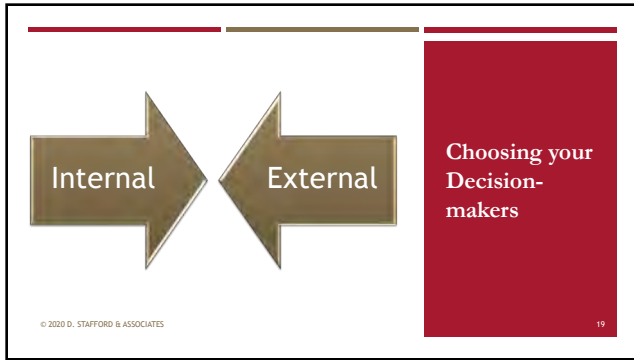 Internal
External
Choosing your
Decision-
makers
© 2020 D. STAFFORD & ASSOCIATES
19